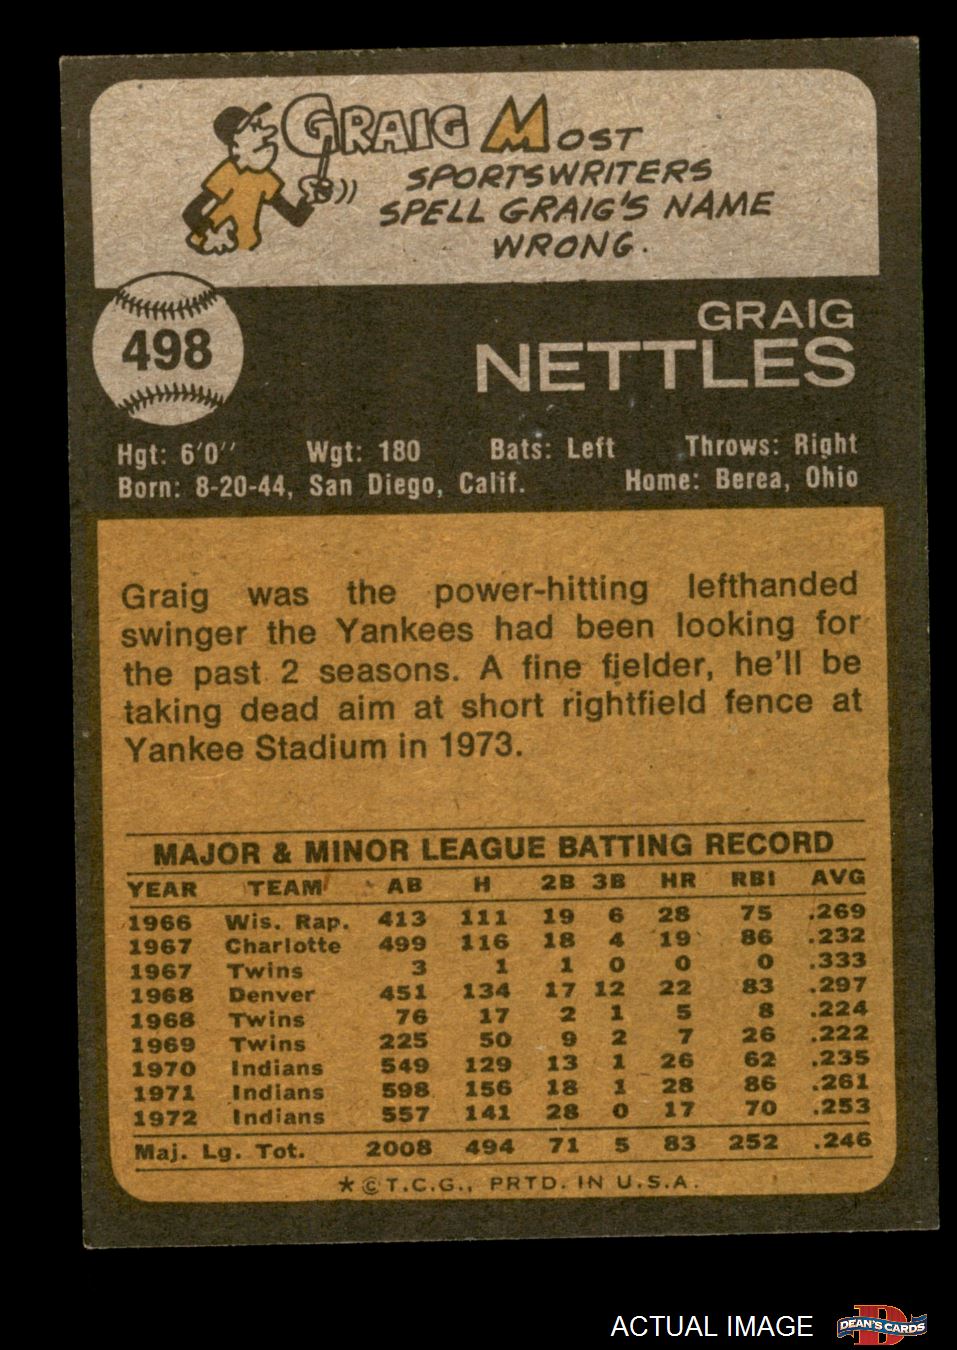 GRAIG MOST
SPORTSWRITERS
SPELL GRAIG'S NAME
WRONG.
498
GRAIG
NETTLES
Hgt: 6'0'' Wgt: 180 Bats: Left Throws: Right
Born: 8-20-44, San Diego, Calif. Home: Berea, Ohio
Graig was the power-hitting lefthanded
swinger the Yankees had been looking for
the past 2 seasons. A fine fielder, he'll be
taking dead aim at short rightfield fence at
Yankee Stadium in 1973.
MAJOR & MINOR LEAGUE BATTING RECORD
YEAR TEAM AB H 2B 3B HR RBI AVG
1966 Wis. Rap. 413 111 19 6 28 75 .269
1967 Charlotte 499 116 18 4 19 86 .232
1967 Twins 3 1 1 0 0 0 .333
1968 Denver 451 134 17 12 22 83 .297
1968 Twins 76 17 2 1 5 8 .224
1969 Twins 225 50 9 2 7 26 .222
1970 Indians 549 129 13 1 26 62 .235
1971 Indians 598 156 18 1 28 86 .261
1972 Indians 557 141 28 0 17 70 .253
Maj. Lg. Tot. 2008 494 71 5 83 252 .246
*©T.C.G., PRTD. IN U.S.A.
ACTUAL IMAGE
D
DEAN'S CARDS